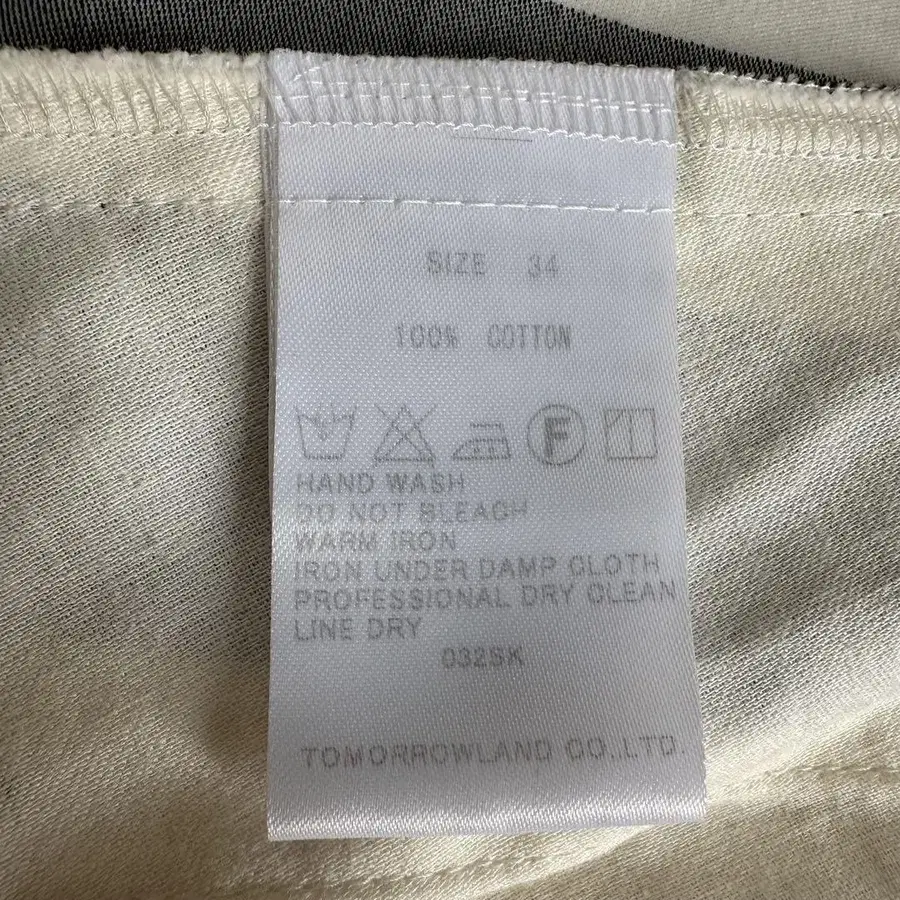 SIZE 34
100% COTTON
F
HAND WASH
DO NOT BLEACH
WARM IRON
IRON UNDER DAMP CLOTH
PROFESSIONAL DRY CLEAN
LINE DRY
032SK
TOMORROWLAND CO.,LTD.